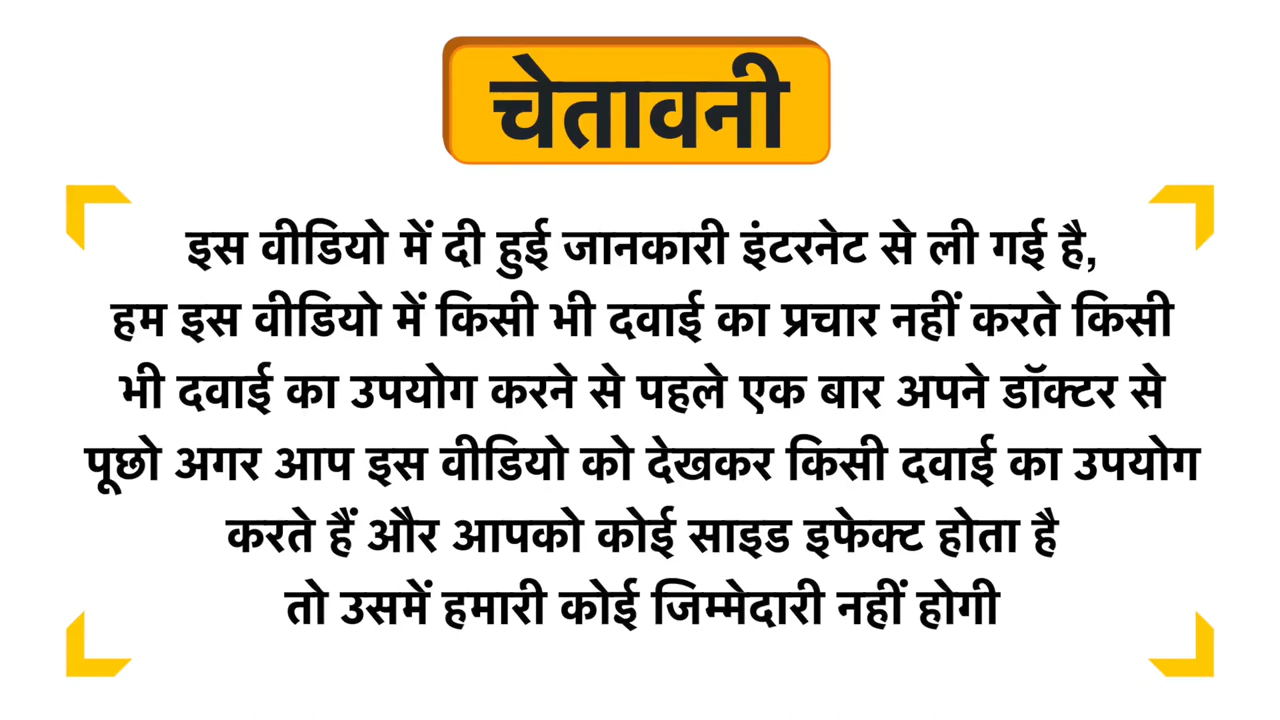 चेतावनी
इस वीडियो में दी हुई जानकारी इंटरनेट से ली गई है,
हम इस वीडियो में किसी भी दवाई का प्रचार नहीं करते किसी
भी दवाई का उपयोग करने से पहले एक बार अपने डॉक्टर से
पूछो अगर आप इस वीडियो को देखकर किसी दवाई का उपयोग
करते हैं और आपको कोई साइड इफेक्ट होता है
तो उसमें हमारी कोई जिम्मेदारी नहीं होगी